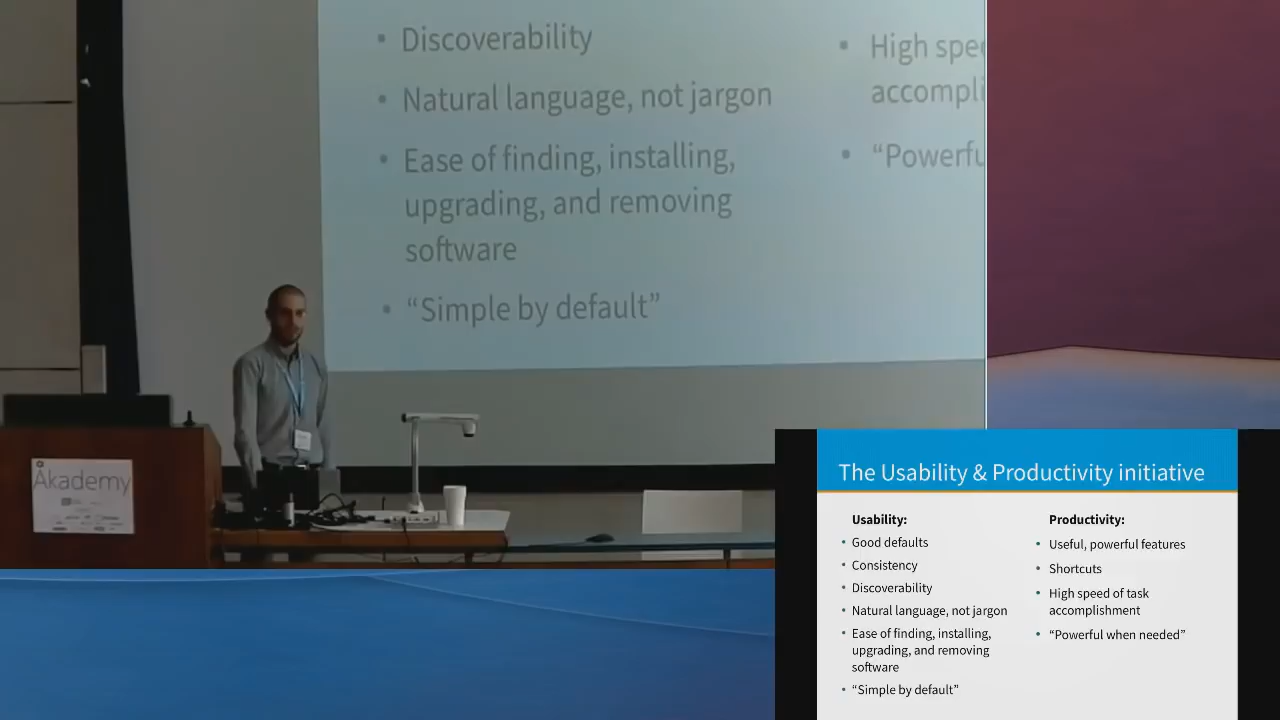 Discoverability
Natural language, not jargon
Ease of finding, installing,
upgrading, and removing
software
“Simple by default”
High spe
accompli
“Powerfu
Akademy
The Usability & Productivity initiative
Usability:
Good defaults
Consistency
Discoverability
Natural language, not jargon
Ease of finding, installing,
upgrading, and removing
software
“Simple by default”
Productivity:
Useful, powerful features
Shortcuts
High speed of task
accomplishment
“Powerful when needed”